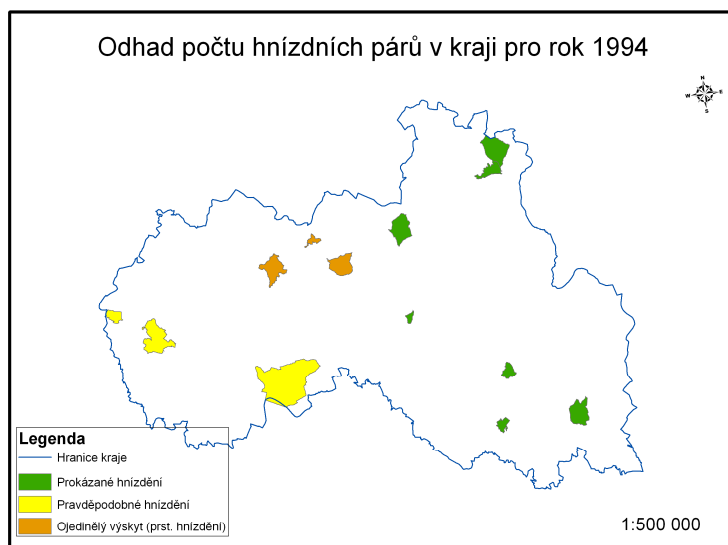 Odhad počtu hnízdních párů v kraji pro rok 1994
N
W E
S
Legenda
Hranice kraje
Prokázané hnízdění
Pravděpodobné hnízdění
Ojedinělý výskyt (prst. hnízdění)
1:500 000